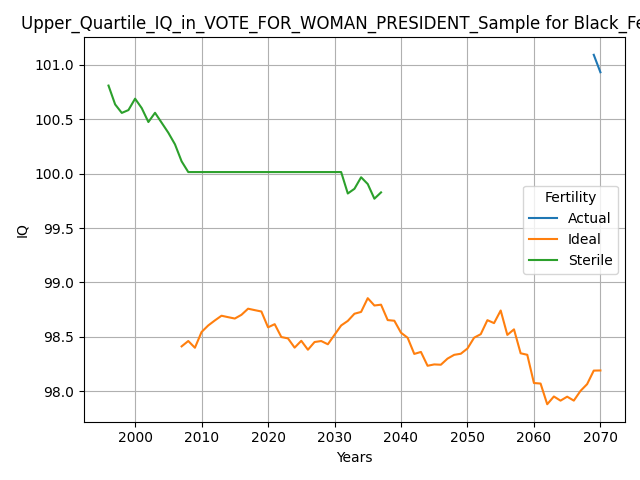 Upper_Quartile_IQ_in_VOTE_FOR_WOMAN_PRESIDENT_Sample for Black_Fe
101.0
100.5
100.0
99.5
99.0
98.5
98.0
IQ
Fertility
Actual
Ideal
Sterile
2000 2010 2020 2030 2040 2050 2060 2070
Years